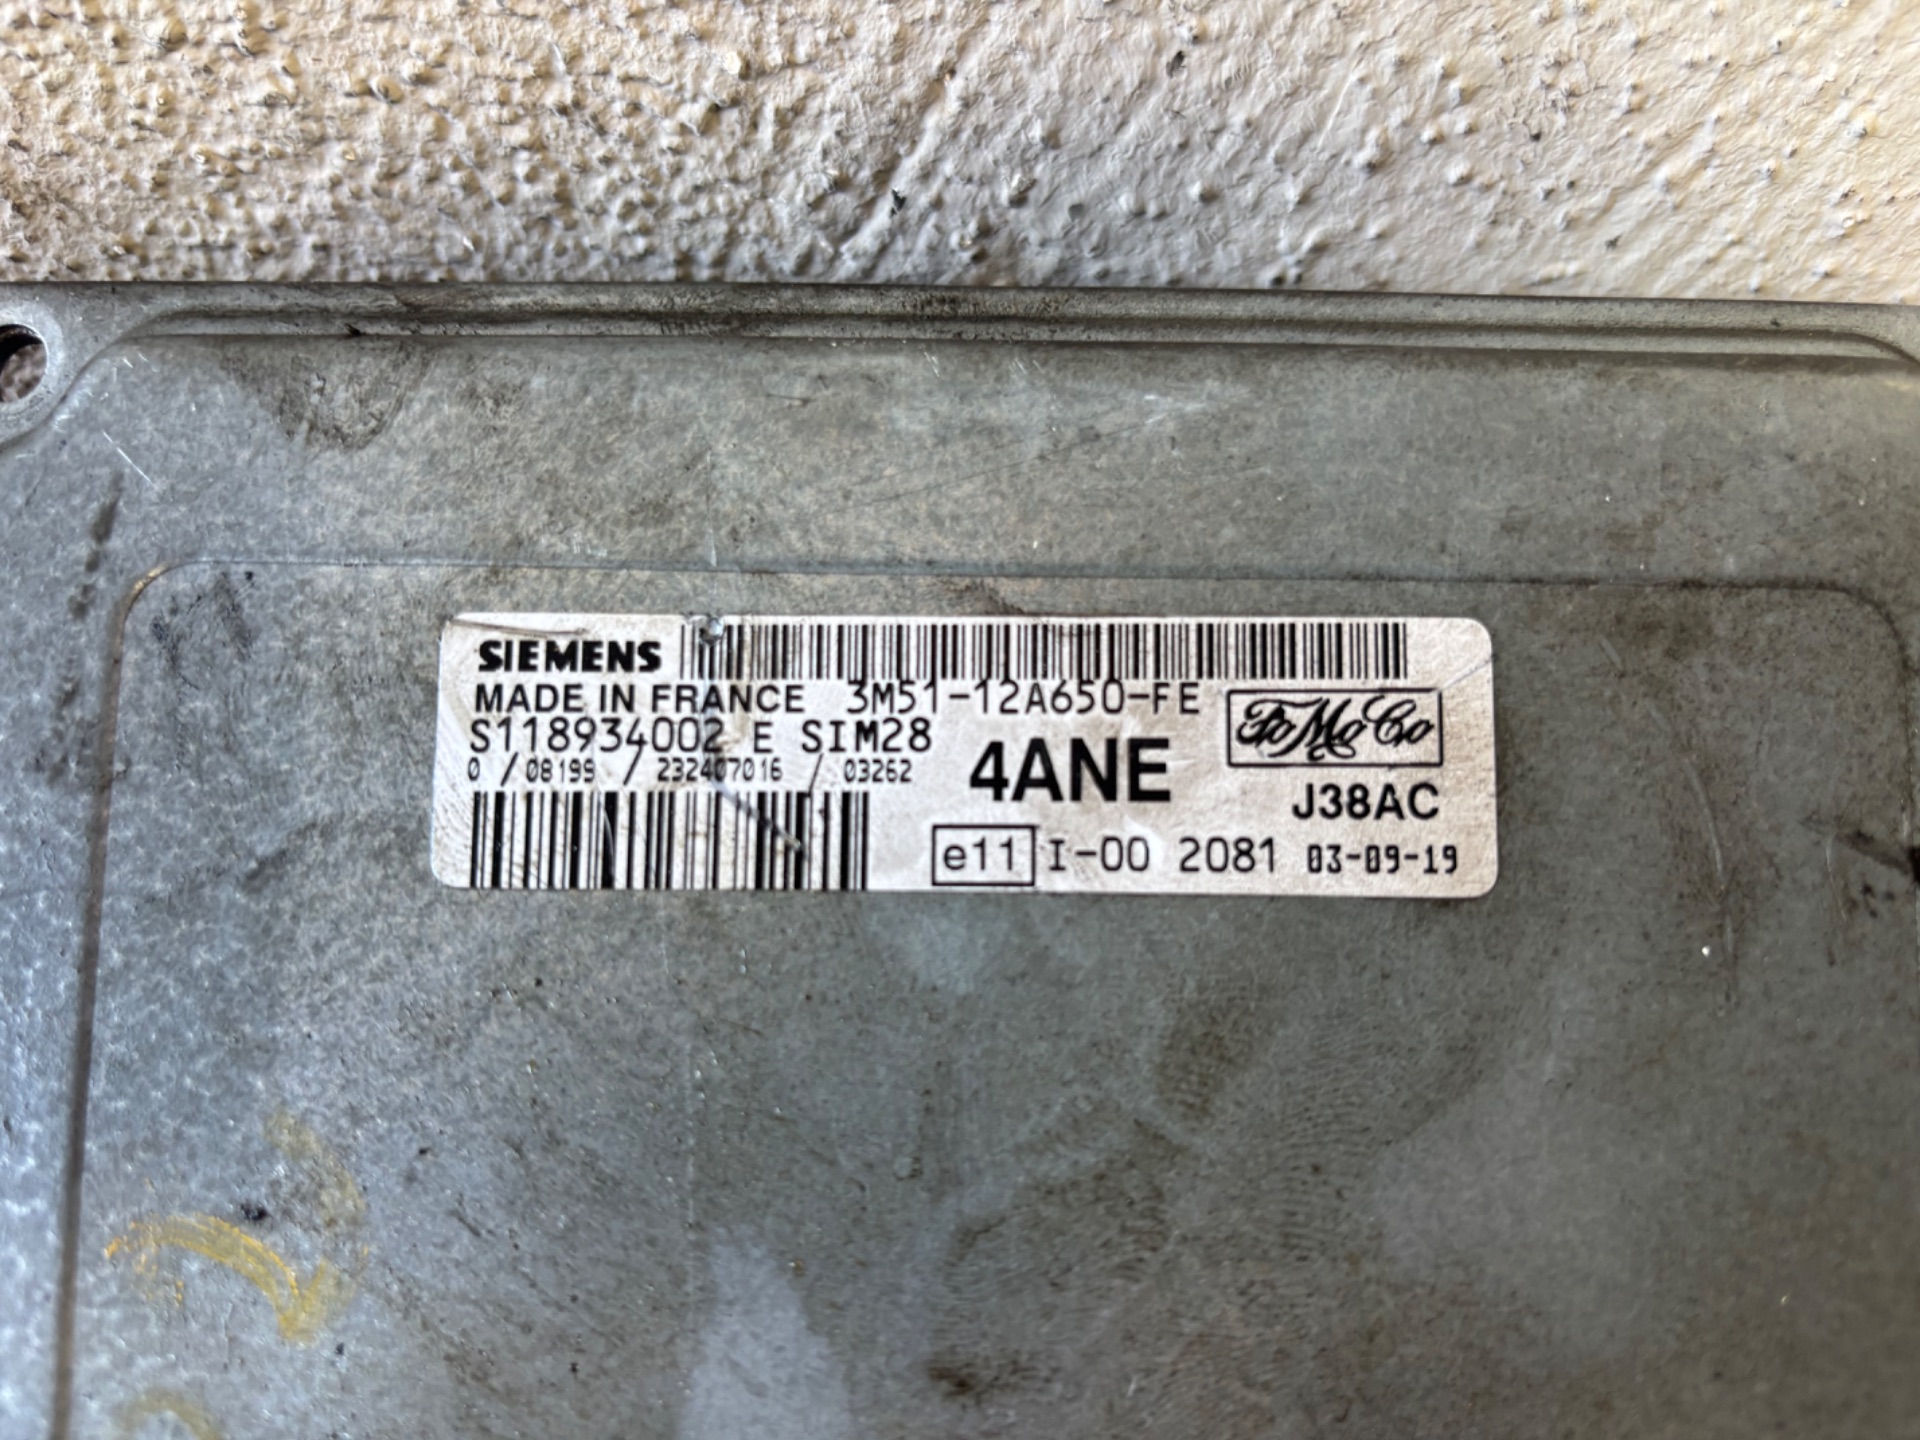 SIEMENS
MADE IN FRANCE 3M51-12A650-FE
S118934002 E SIM28
FoMoCo
0 / 08199 / 232407016 / 03262
4ANE
J38AC
e11 I-00 2081 03-09-19